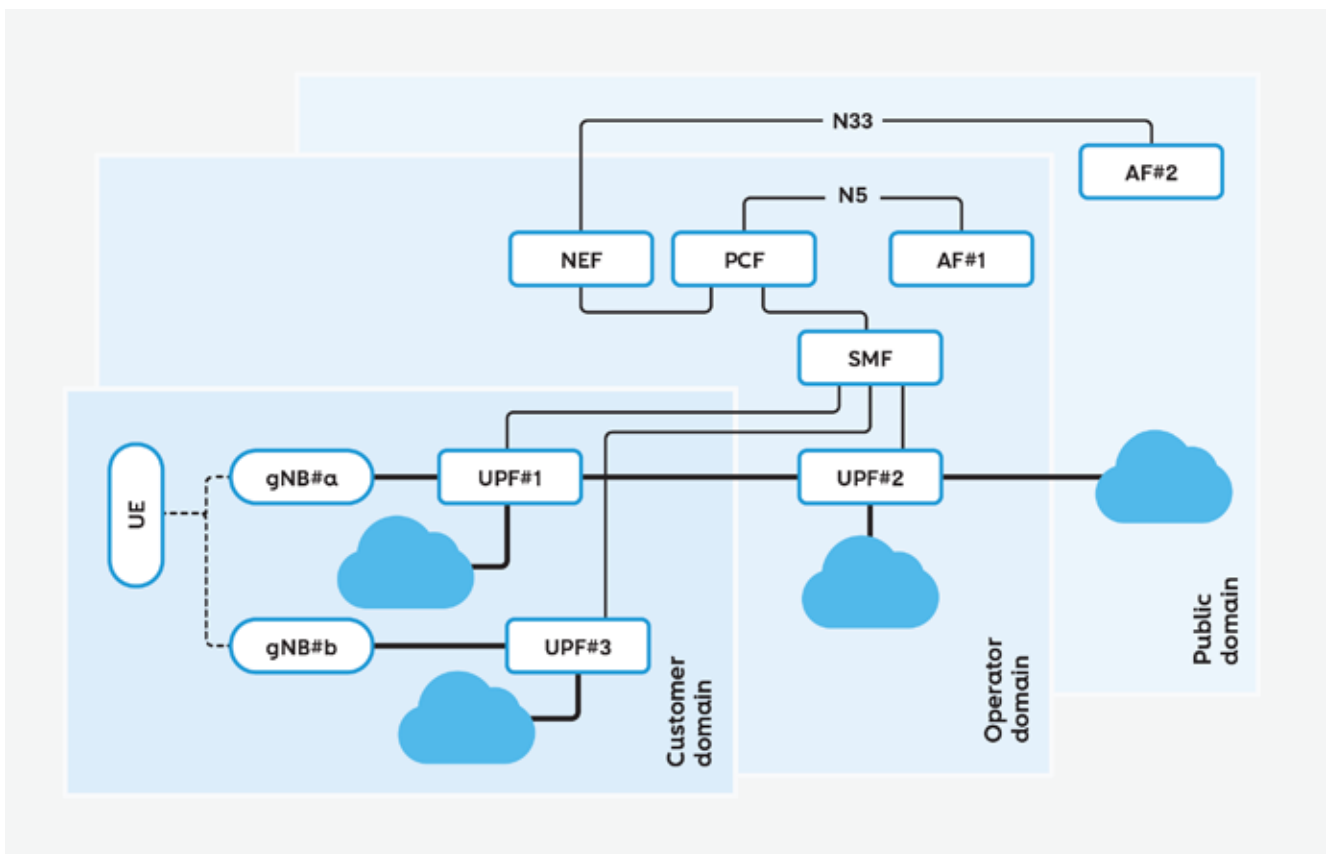 N33
AF#2
N5
NEF
PCF
AF#1
SMF
UE
gNB#a
UPF#1
UPF#2
gNB#b
UPF#3
Customer
domain
Operator
domain
Public
domain